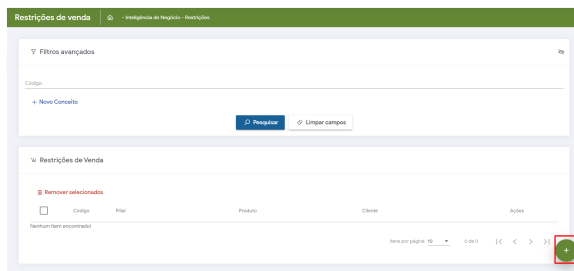 Restrições de venda - Inteligência de Negócio - Restrições
Filtros avançados
Código
+ Novo Conceito
Pesquisar Limpar campos
Restrições de Venda
Remover selecionados
Código Filial Produto Cliente Ações
Nenhum item encontrado!
Itens por página 10 0 de 0
+